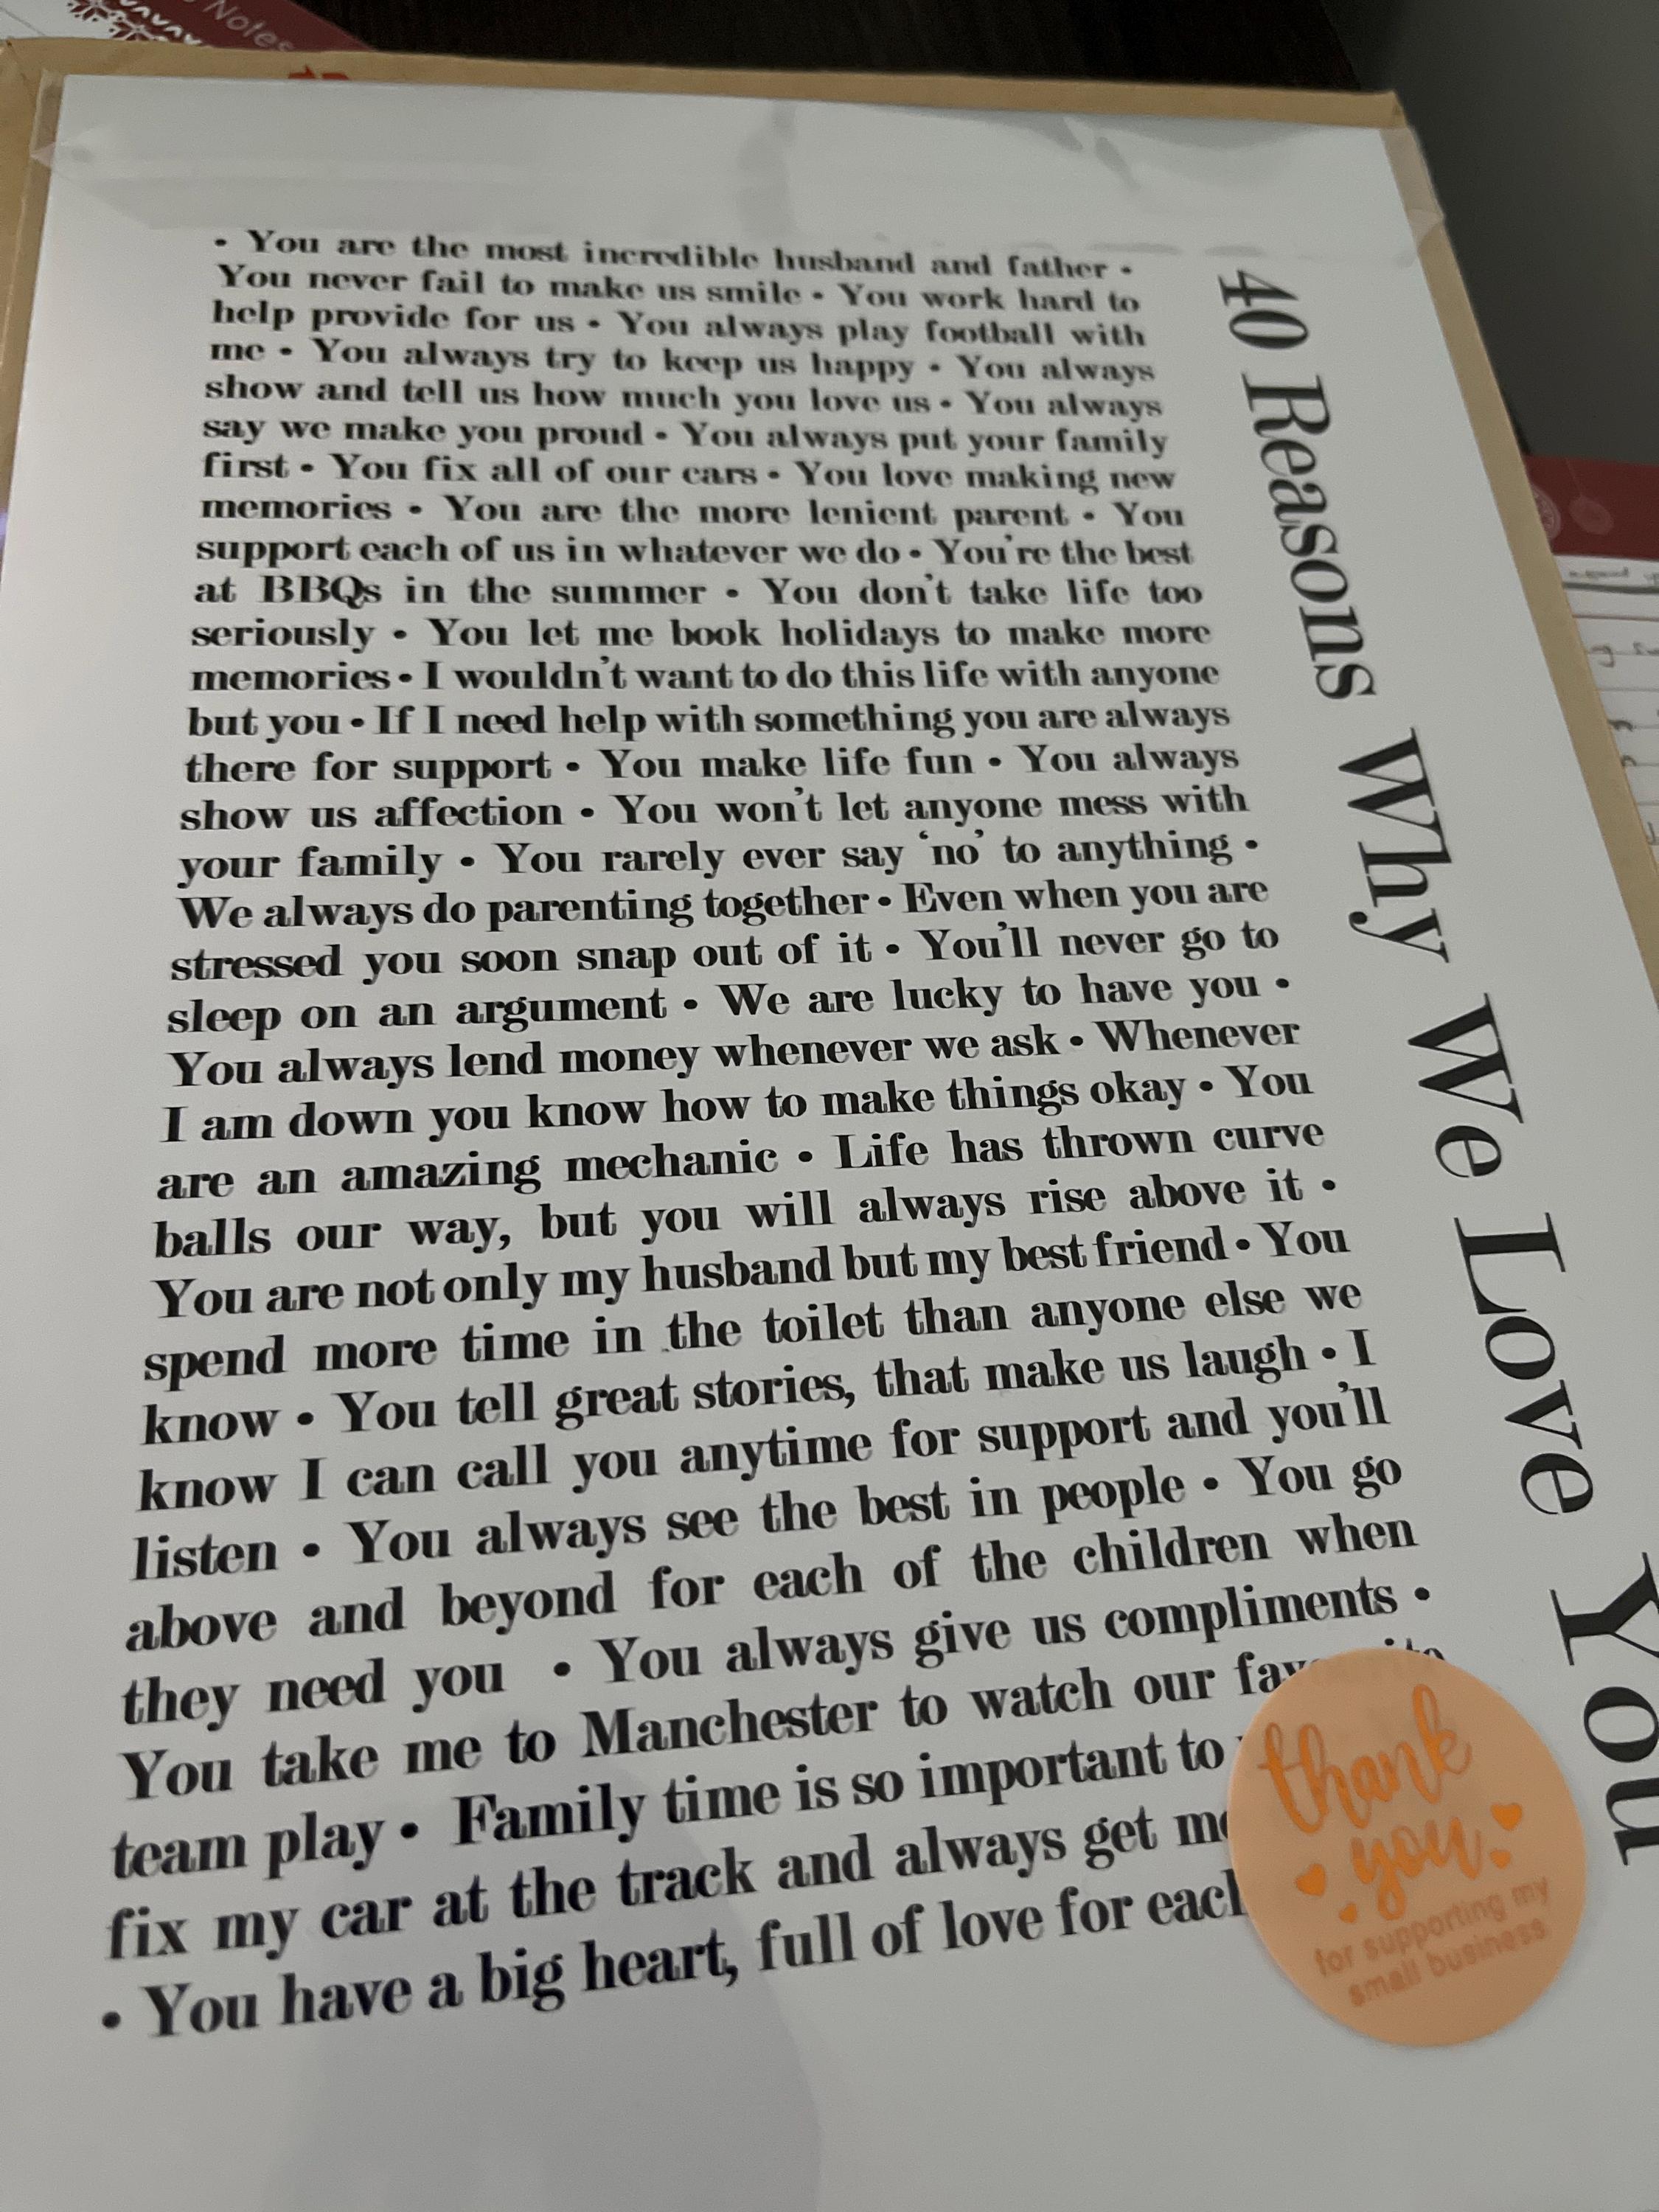 Notes
• You are the most incredible husband and father •
You never fail to make us smile • You work hard to
help provide for us • You always play football with
me • You always try to keep us happy • You always
show and tell us how much you love us • You always
say we make you proud • You always put your family
first • You fix all of our cars • You love making new
memories • You are the more lenient parent • You
support each of us in whatever we do • You're the best
at BBQs in the summer • You don't take life too
seriously • You let me book holidays to make more
memories • I wouldn't want to do this life with anyone
but you • If I need help with something you are always
there for support • You make life fun • You always
show us affection • You won't let anyone mess with
your family • You rarely ever say ‘no’ to anything •
We always do parenting together • Even when you are
stressed you soon snap out of it • You'll never go to
sleep on an argument • We are lucky to have you •
You always lend money whenever we ask • Whenever
I am down you know how to make things okay • You
are an amazing mechanic • Life has thrown curve
balls our way, but you will always rise above it •
You are not only my husband but my best friend • You
spend more time in the toilet than anyone else we
know • You tell great stories, that make us laugh • I
know I can call you anytime for support and you'll
listen • You always see the best in people • You go
above and beyond for each of the children when
they need you • You always give us compliments •
You take me to Manchester to watch our
team play • Family time is so important to
fix my car at the track and always get
• You have a big heart, full of love for
40 Reasons Why We Love You
thank
you
for supporting my
small business